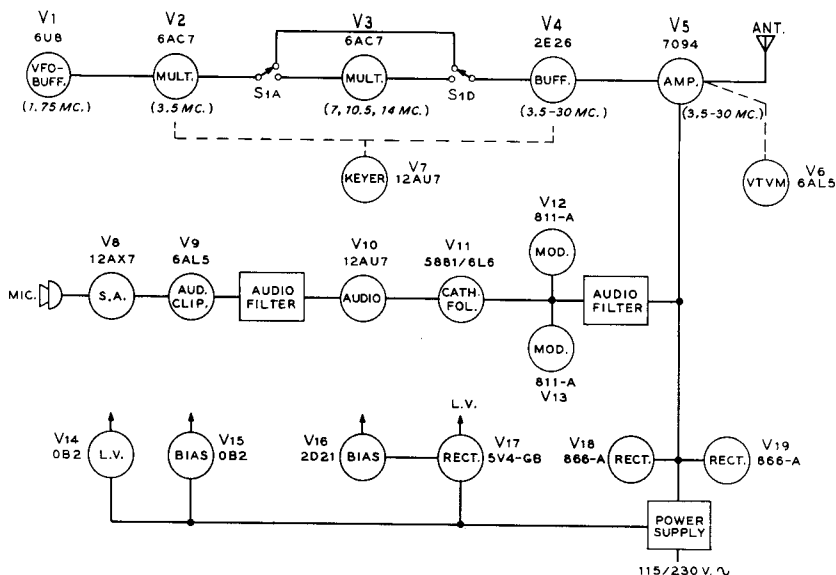 V1
6U8
VFO-
BUFF.
(1.75 MC.)
V2
6AC7
MULT.
(3.5 MC.)
S1A
V3
6AC7
MULT.
(7, 10.5, 14 MC.)
S1D
V4
2E26
BUFF.
(3.5-30 MC.)
V5
7094
AMP.
(3.5-30 MC.)
ANT.
KEYER
V7
12AU7
VTVM
V6
6AL5
MIC.
V8
12AX7
S.A.
V9
6AL5
AUD.
CLIP.
AUDIO
FILTER
V10
12AU7
AUDIO
V11
5881/6L6
CATH.
FOL.
V12
811-A
MOD.
MOD.
811-A
V13
AUDIO
FILTER
V14
0B2
L.V.
BIAS
V15
0B2
V16
2D21
BIAS
L.V.
RECT.
V17
5V4-GB
V18
866-A
RECT.
RECT.
V19
866-A
POWER
SUPPLY
115/230 V. ∿